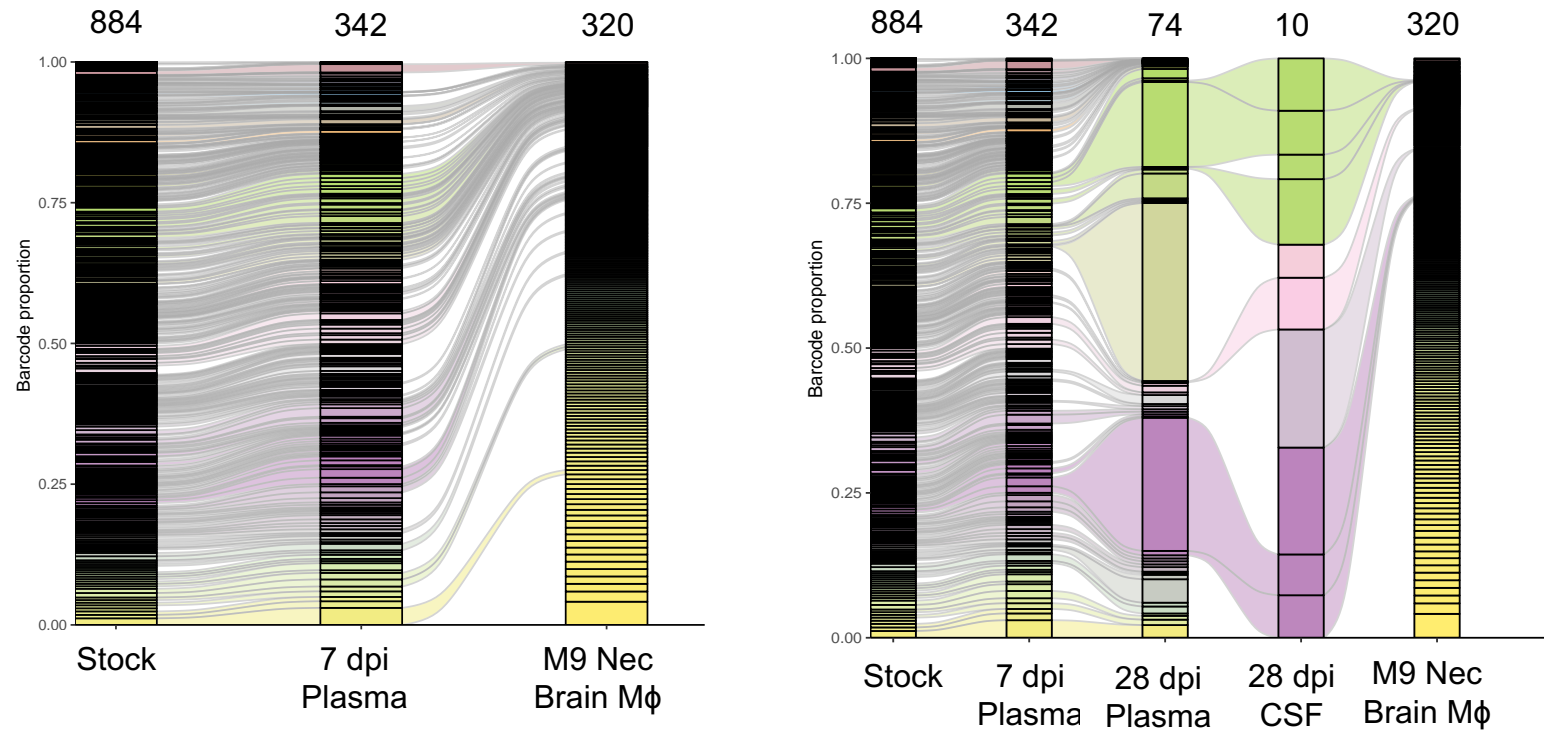 884 342 320
1.00
0.75
0.50
0.25
0.00
Barcode proportion
Stock
7 dpi
Plasma
M9 Nec
Brain Mϕ
884 342 74 10 320
1.00
0.75
0.50
0.25
0.00
Barcode proportion
Stock
7 dpi
Plasma
28 dpi
Plasma
28 dpi
CSF
M9 Nec
Brain Mϕ